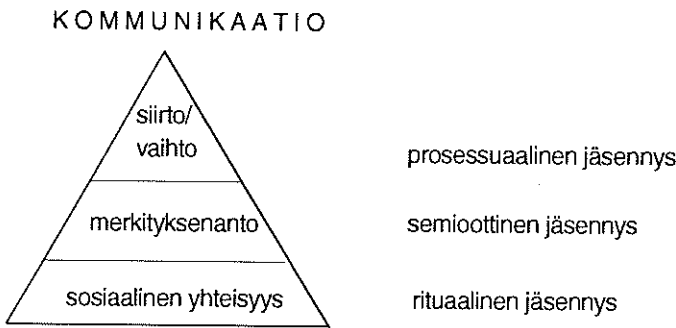 KOMMUNIKAATIO
siirto/
vaihto
prosessuaalinen jäsennys
merkityksenanto semioottinen jäsennys
sosiaalinen yhteisyys rituaalinen jäsennys